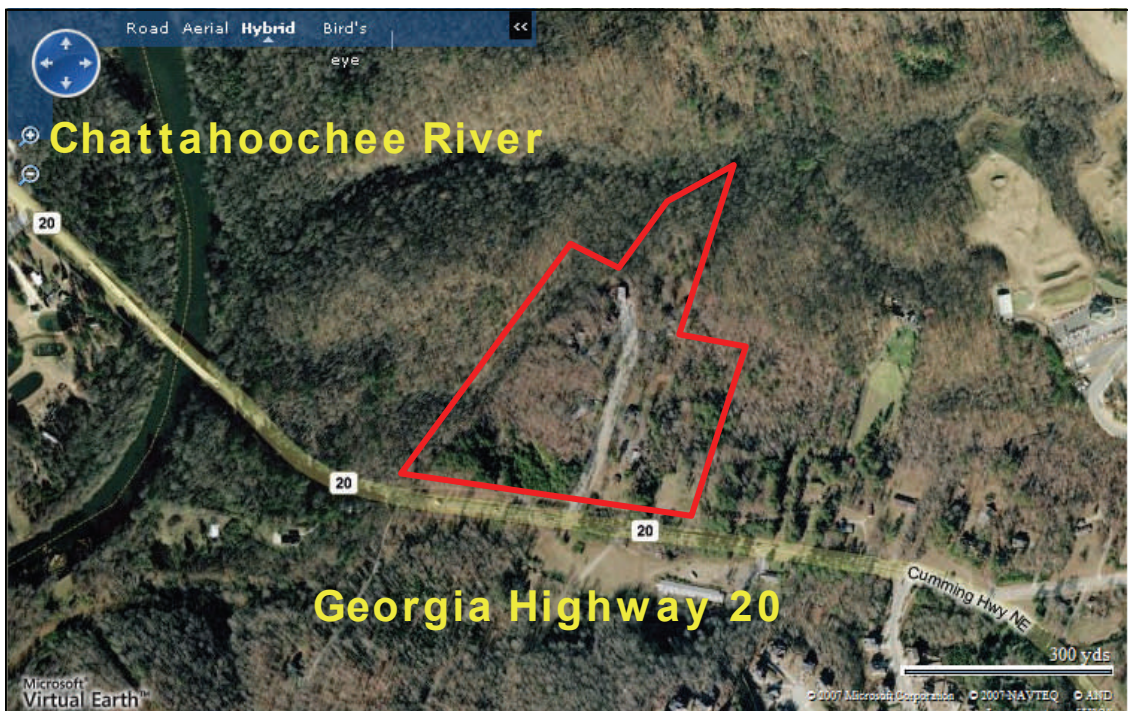 Road Aerial Hybrid Bird's eye
<<
Chattahoochee River
20
20
20
Georgia Highway 20
Cumming Hwy NE
300 yds
Microsoft®
Virtual Earth™
© 2007 Microsoft Corporation © 2007 NAVTEQ © AND